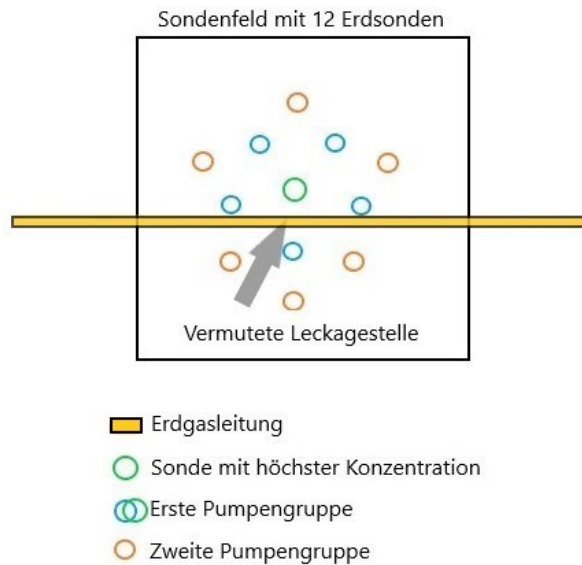 Sondenfeld mit 12 Erdsonden
Vermutete Leckagestelle
Erdgasleitung
Sonde mit höchster Konzentration
Erste Pumpengruppe
Zweite Pumpengruppe